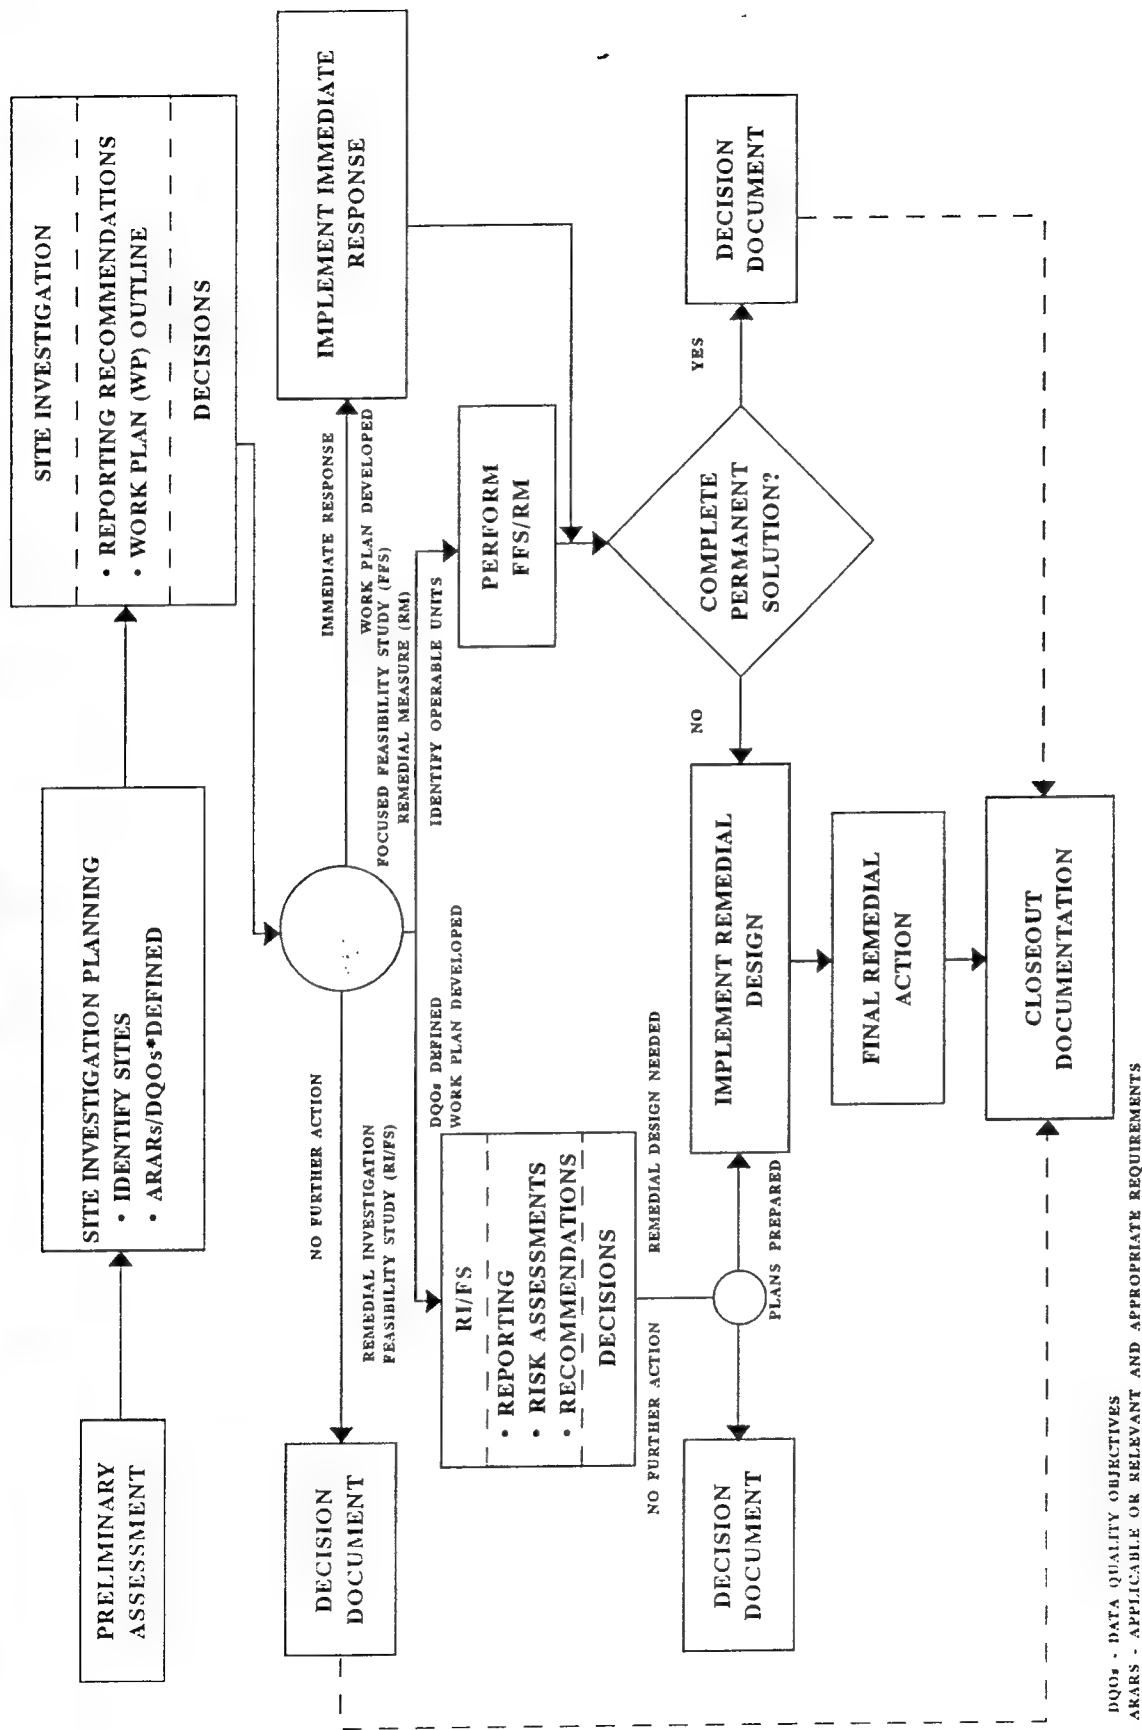 PRELIMINARY
ASSESSMENT
SITE INVESTIGATION PLANNING
• IDENTIFY SITES
• ARARs/DQOs*DEFINED
SITE INVESTIGATION
• REPORTING RECOMMENDATIONS
• WORK PLAN (WP) OUTLINE
DECISIONS
DECISION
DOCUMENT
NO FURTHER ACTION
IMMEDIATE RESPONSE
IMPLEMENT IMMEDIATE
RESPONSE
REMEDIAL INVESTIGATION
FEASIBILITY STUDY (RI/FS)
WORK PLAN DEVELOPED
FOCUSED FEASIBILITY STUDY (FFS)
REMEDIAL MEASURE (RM)
DQOs DEFINED
WORK PLAN DEVELOPED
IDENTIFY OPERABLE UNITS
RI/FS
• REPORTING
• RISK ASSESSMENTS
• RECOMMENDATIONS
DECISIONS
PERFORM
FFS/RM
NO FURTHER ACTION
REMEDIAL DESIGN NEEDED
NO
YES
DECISION
DOCUMENT
PLANS PREPARED
IMPLEMENT REMEDIAL
DESIGN
COMPLETE
PERMANENT
SOLUTION?
DECISION
DOCUMENT
FINAL REMEDIAL
ACTION
CLOSEOUT
DOCUMENTATION
DQOs - DATA QUALITY OBJECTIVES
ARARS - APPLICABLE OR RELEVANT AND APPROPRIATE REQUIREMENTS